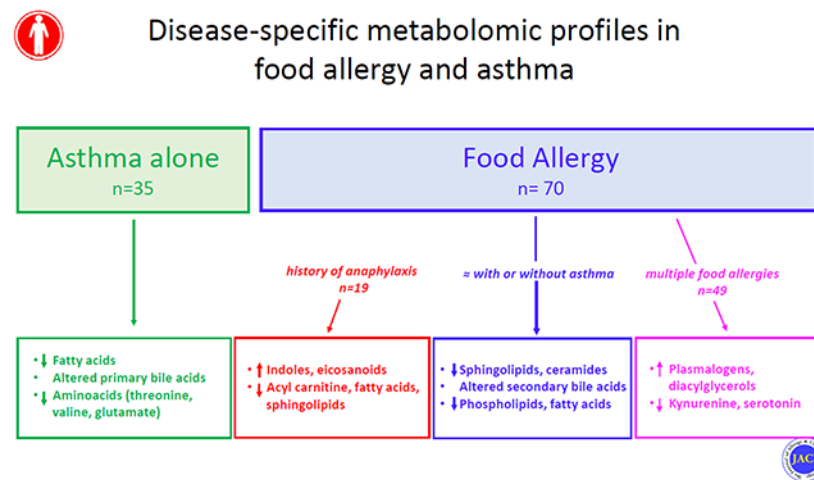 Disease-specific metabolomic profiles in
food allergy and asthma
Asthma alone
n=35
Food Allergy
n= 70
history of anaphylaxis
n=19
≈ with or without asthma
multiple food allergies
n=49
•↓ Fatty acids
• Altered primary bile acids
•↓ Aminoacids (threonine,
valine, glutamate)
•↑ Indoles, eicosanoids
•↓ Acyl carnitine, fatty acids,
sphingolipids
•↓Sphingolipids, ceramides
Altered secondary bile acids
•↓Phospholipids, fatty acids
•↑ Plasmalogens,
diacylglycerols
•↓ Kynurenine, serotonin